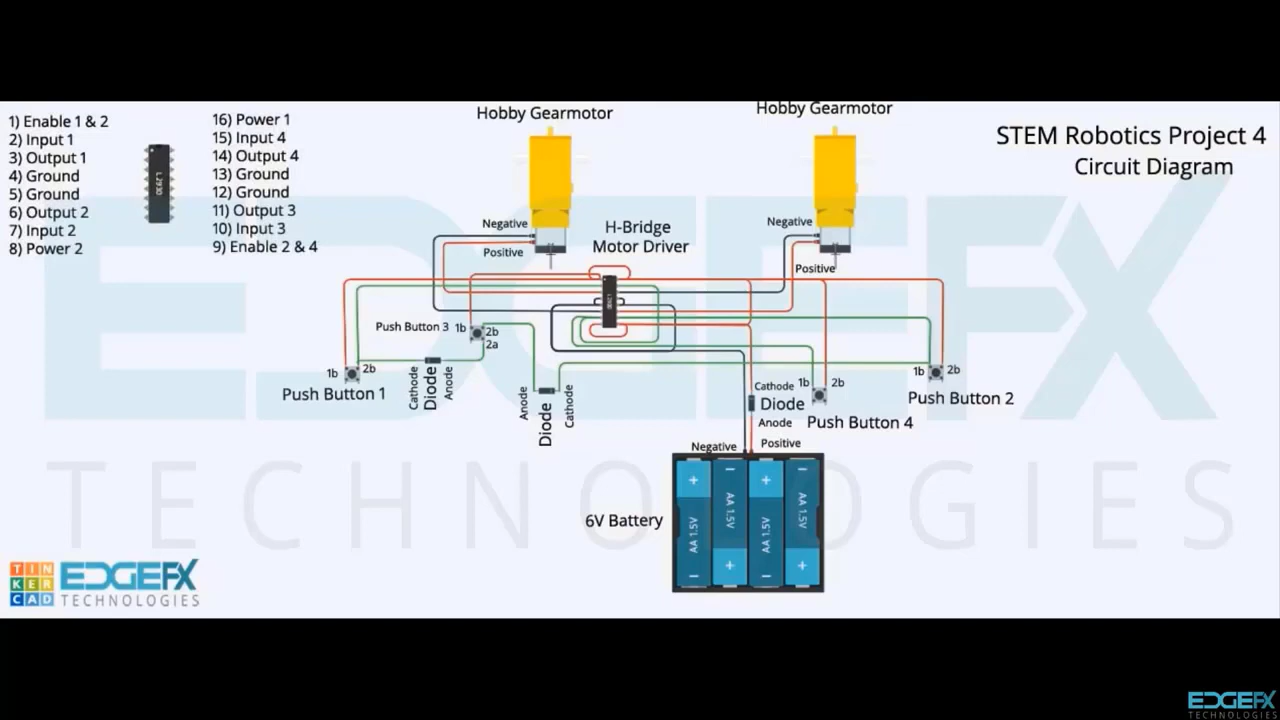 1) Enable 1 & 2
2) Input 1
3) Output 1
4) Ground
5) Ground
6) Output 2
7) Input 2
8) Power 2
L293D
16) Power 1
15) Input 4
14) Output 4
13) Ground
12) Ground
11) Output 3
10) Input 3
9) Enable 2 & 4
Hobby Gearmotor
Hobby Gearmotor
STEM Robotics Project 4
Circuit Diagram
Negative
Positive
H-Bridge
Motor Driver
Negative
Positive
L293D
Push Button 3
1b
2b
2a
1b
2b
Push Button 1
Cathode
Diode
Anode
Anode
Diode
Cathode
Cathode
Diode
Anode
1b
2b
Push Button 4
1b
2b
Push Button 2
Negative
Positive
6V Battery
+
AA 1.5V
–
–
AA 1.5V
+
+
AA 1.5V
–
–
AA 1.5V
+
EDGEFX
TECHNOLOGIES
TIN
KER
CAD
EDGEFX
TECHNOLOGIES
EDGEFX
TECHNOLOGIES